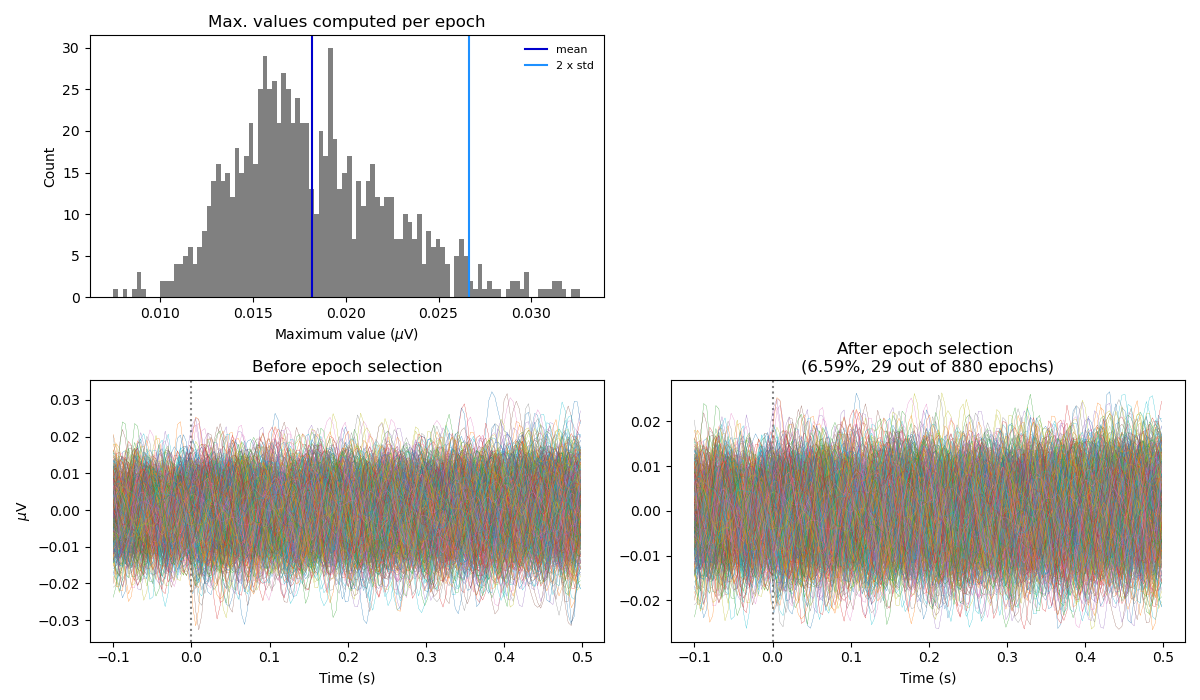 Max. values computed per epoch
Count
30
25
20
15
10
5
0
mean
2 x std
0.010 0.015 0.020 0.025 0.030
Maximum value (μV)
Before epoch selection
μV
0.03
0.02
0.01
0.00
−0.01
−0.02
−0.03
−0.1 0.0 0.1 0.2 0.3 0.4 0.5
Time (s)
After epoch selection
(6.59%, 29 out of 880 epochs)
0.02
0.01
0.00
−0.01
−0.02
−0.1 0.0 0.1 0.2 0.3 0.4 0.5
Time (s)